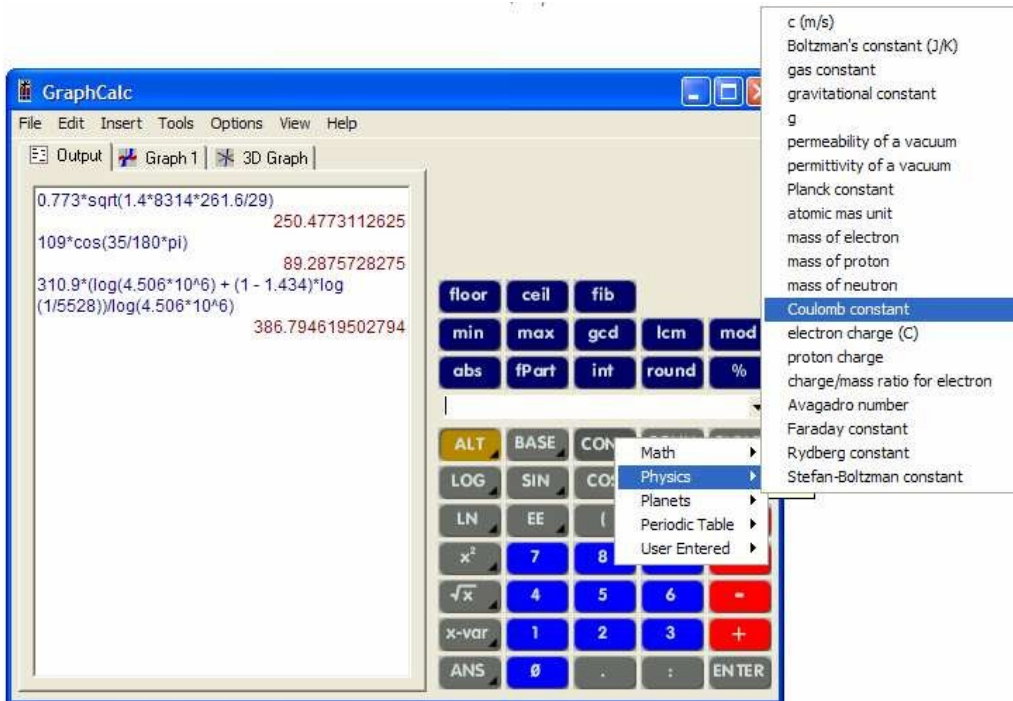 GraphCalc
File Edit Insert Tools Options View Help
Output Graph 1 3D Graph
0.773*sqrt(1.4*8314*261.6/29)
250.4773112625
109*cos(35/180*pi)
89.2875728275
310.9*(log(4.506*10^6) + (1 - 1.434)*log
(1/5528))/log(4.506*10^6)
386.794619502794
floor ceil fib
min max gcd lcm mod
abs fPart int round %
ALT BASE
LOG SIN
LN EE (
x² 7 8
√x 4 5 6 -
x-var 1 2 3 +
ANS 0 . : ENTER
Math
Physics
Planets
Periodic Table
User Entered
c (m/s)
Boltzman's constant (J/K)
gas constant
gravitational constant
g
permeability of a vacuum
permittivity of a vacuum
Planck constant
atomic mas unit
mass of electron
mass of proton
mass of neutron
Coulomb constant
electron charge (C)
proton charge
charge/mass ratio for electron
Avagadro number
Faraday constant
Rydberg constant
Stefan-Boltzman constant